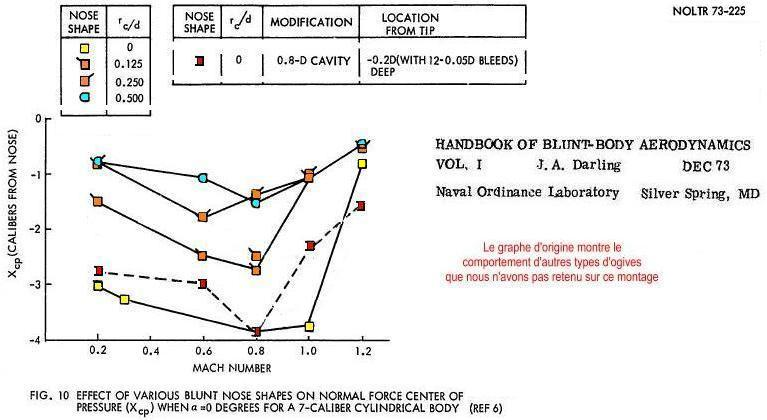 NOLTR 73-225
NOSE SHAPE r_c/d
0
0.125
0.250
0.500
NOSE SHAPE r_c/d MODIFICATION LOCATION FROM TIP
0 0.8-D CAVITY -0.2D(WITH 12-0.05D BLEEDS) DEEP
HANDBOOK OF BLUNT-BODY AERODYNAMICS
VOL. I J. A. Darling DEC 73
Naval Ordinance Laboratory Silver Spring, MD
Le graphe d'origine montre le
comportement d'autres types d'ogives
que nous n'avons pas retenu sur ce montage
X_cp (CALIBERS FROM NOSE)
0
-1
-2
-3
-4
0.2 0.4 0.6 0.8 1.0 1.2
MACH NUMBER
FIG. 10 EFFECT OF VARIOUS BLUNT NOSE SHAPES ON NORMAL FORCE CENTER OF
PRESSURE (X_cp) WHEN α =0 DEGREES FOR A 7-CALIBER CYLINDRICAL BODY (REF 6)